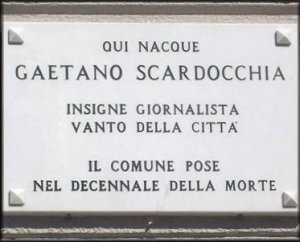 QUI NACQUE
GAETANO SCARDOCCHIA
INSIGNE GIORNALISTA
VANTO DELLA CITTA'
IL COMUNE POSE
NEL DECENNALE DELLA MORTE